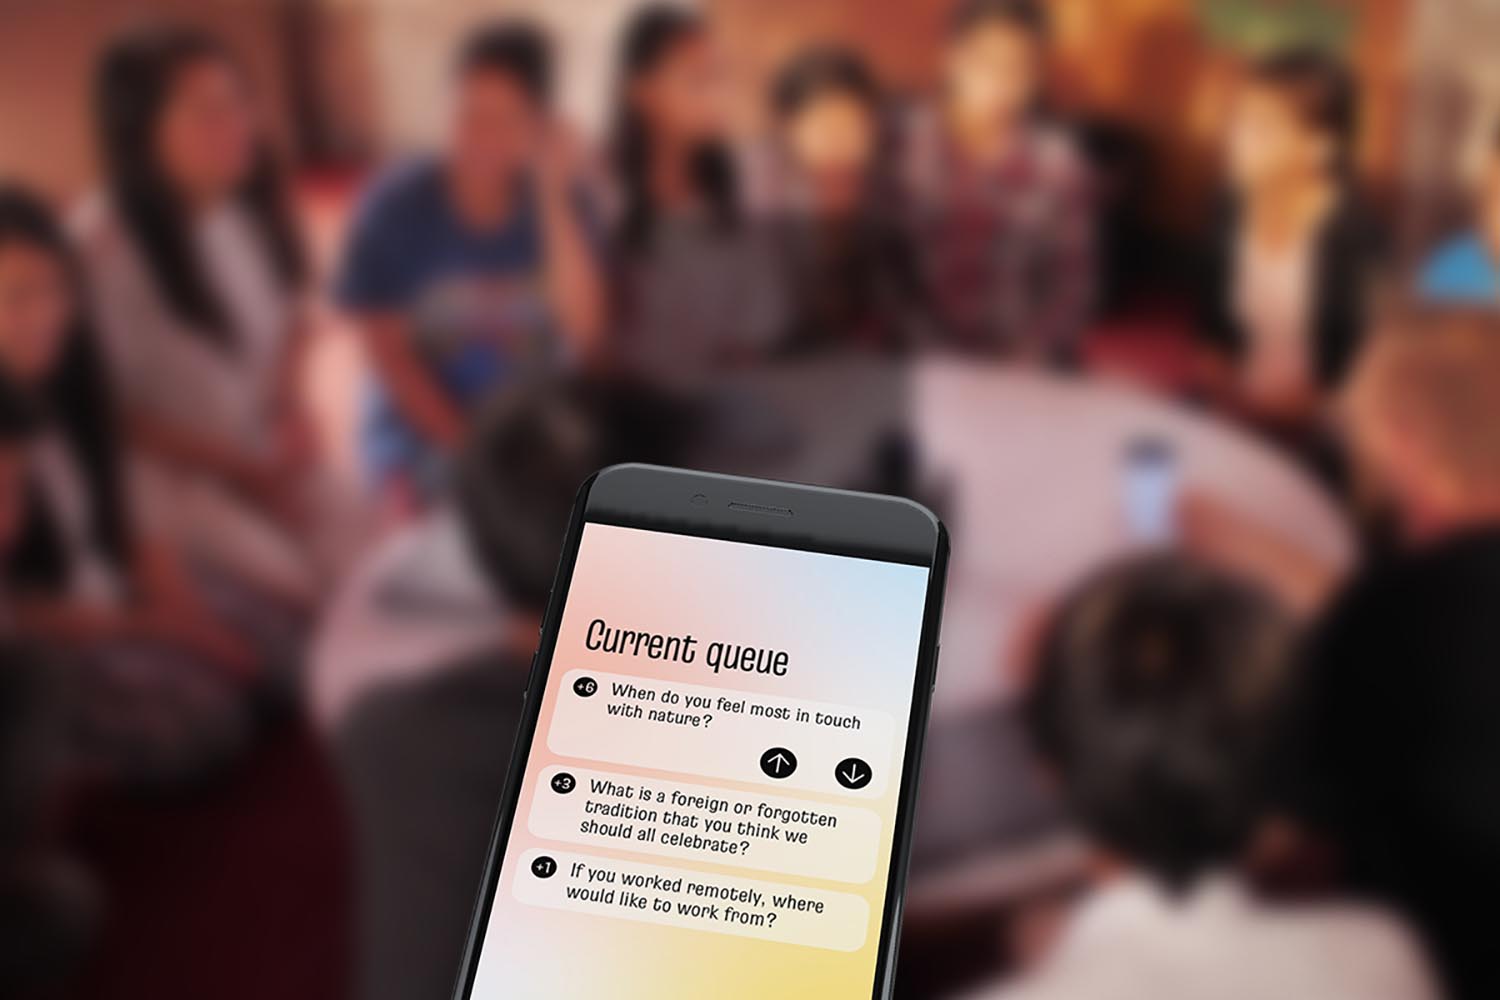 Current queue
+6 When do you feel most in touch
with nature?
+3 What is a foreign or forgotten
tradition that you think we
should all celebrate?
+1 If you worked remotely, where
would like to work from?